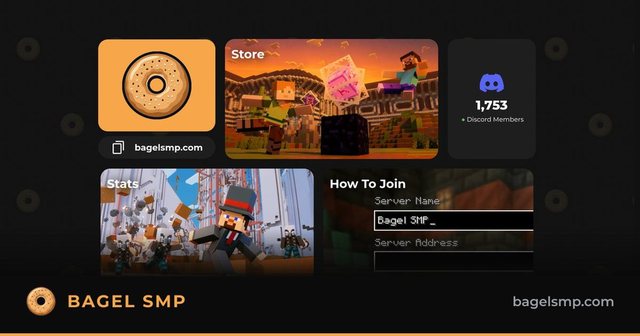 Store
1,753
• Discord Members
bagelsmp.com
Stats
How To Join
Server Name
Bagel SMP_
Server Address
BAGEL SMP
bagelsmp.com